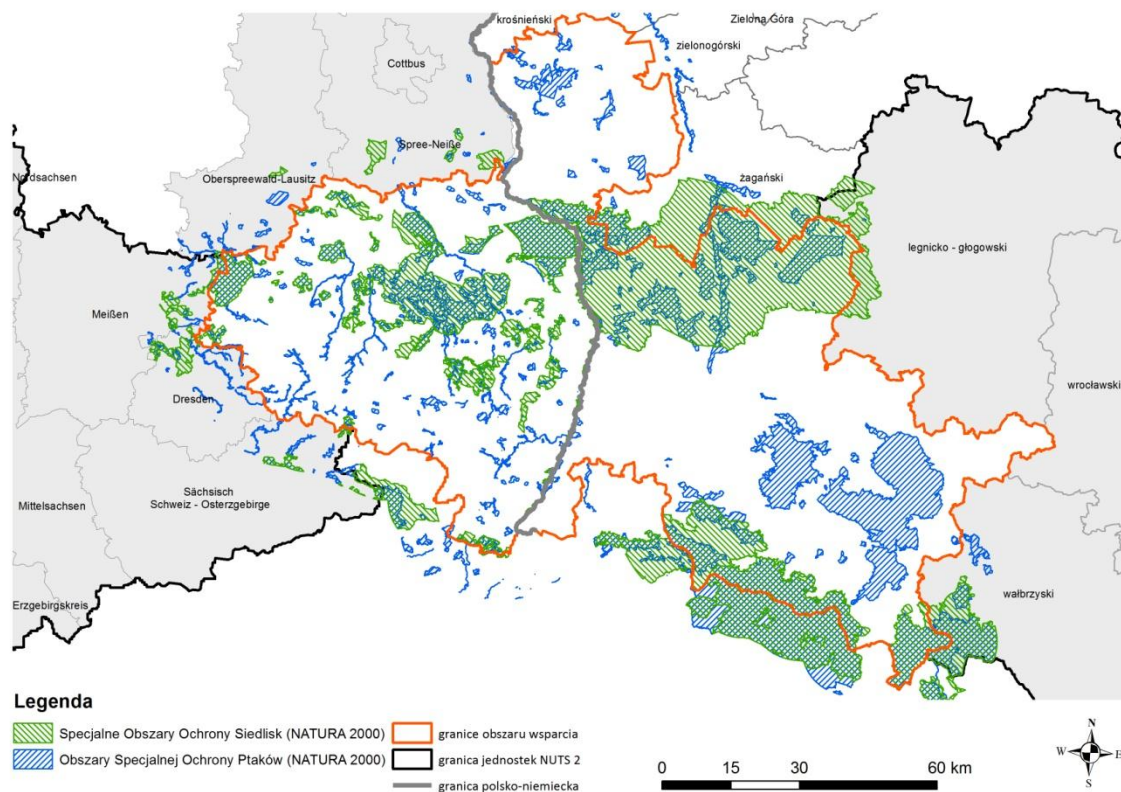 krośnieński
Zielona Góra
zielonogórski
Cottbus
Spree-Neiße
Nordsachsen
Oberspreewald-Lausitz
żagański
legnicko - głogowski
Meißen
wrocławski
Dresden
Sächsisch
Schweiz - Osterzgebirge
Mittelsachsen
Erzgebirgskreis
wałbrzyski
Legenda
Specjalne Obszary Ochrony Siedlisk (NATURA 2000)
granice obszaru wsparcia
Obszary Specjalnej Ochrony Ptaków (NATURA 2000)
granica jednostek NUTS 2
granica polsko-niemiecka
0 15 30 60 km
N
W E
S